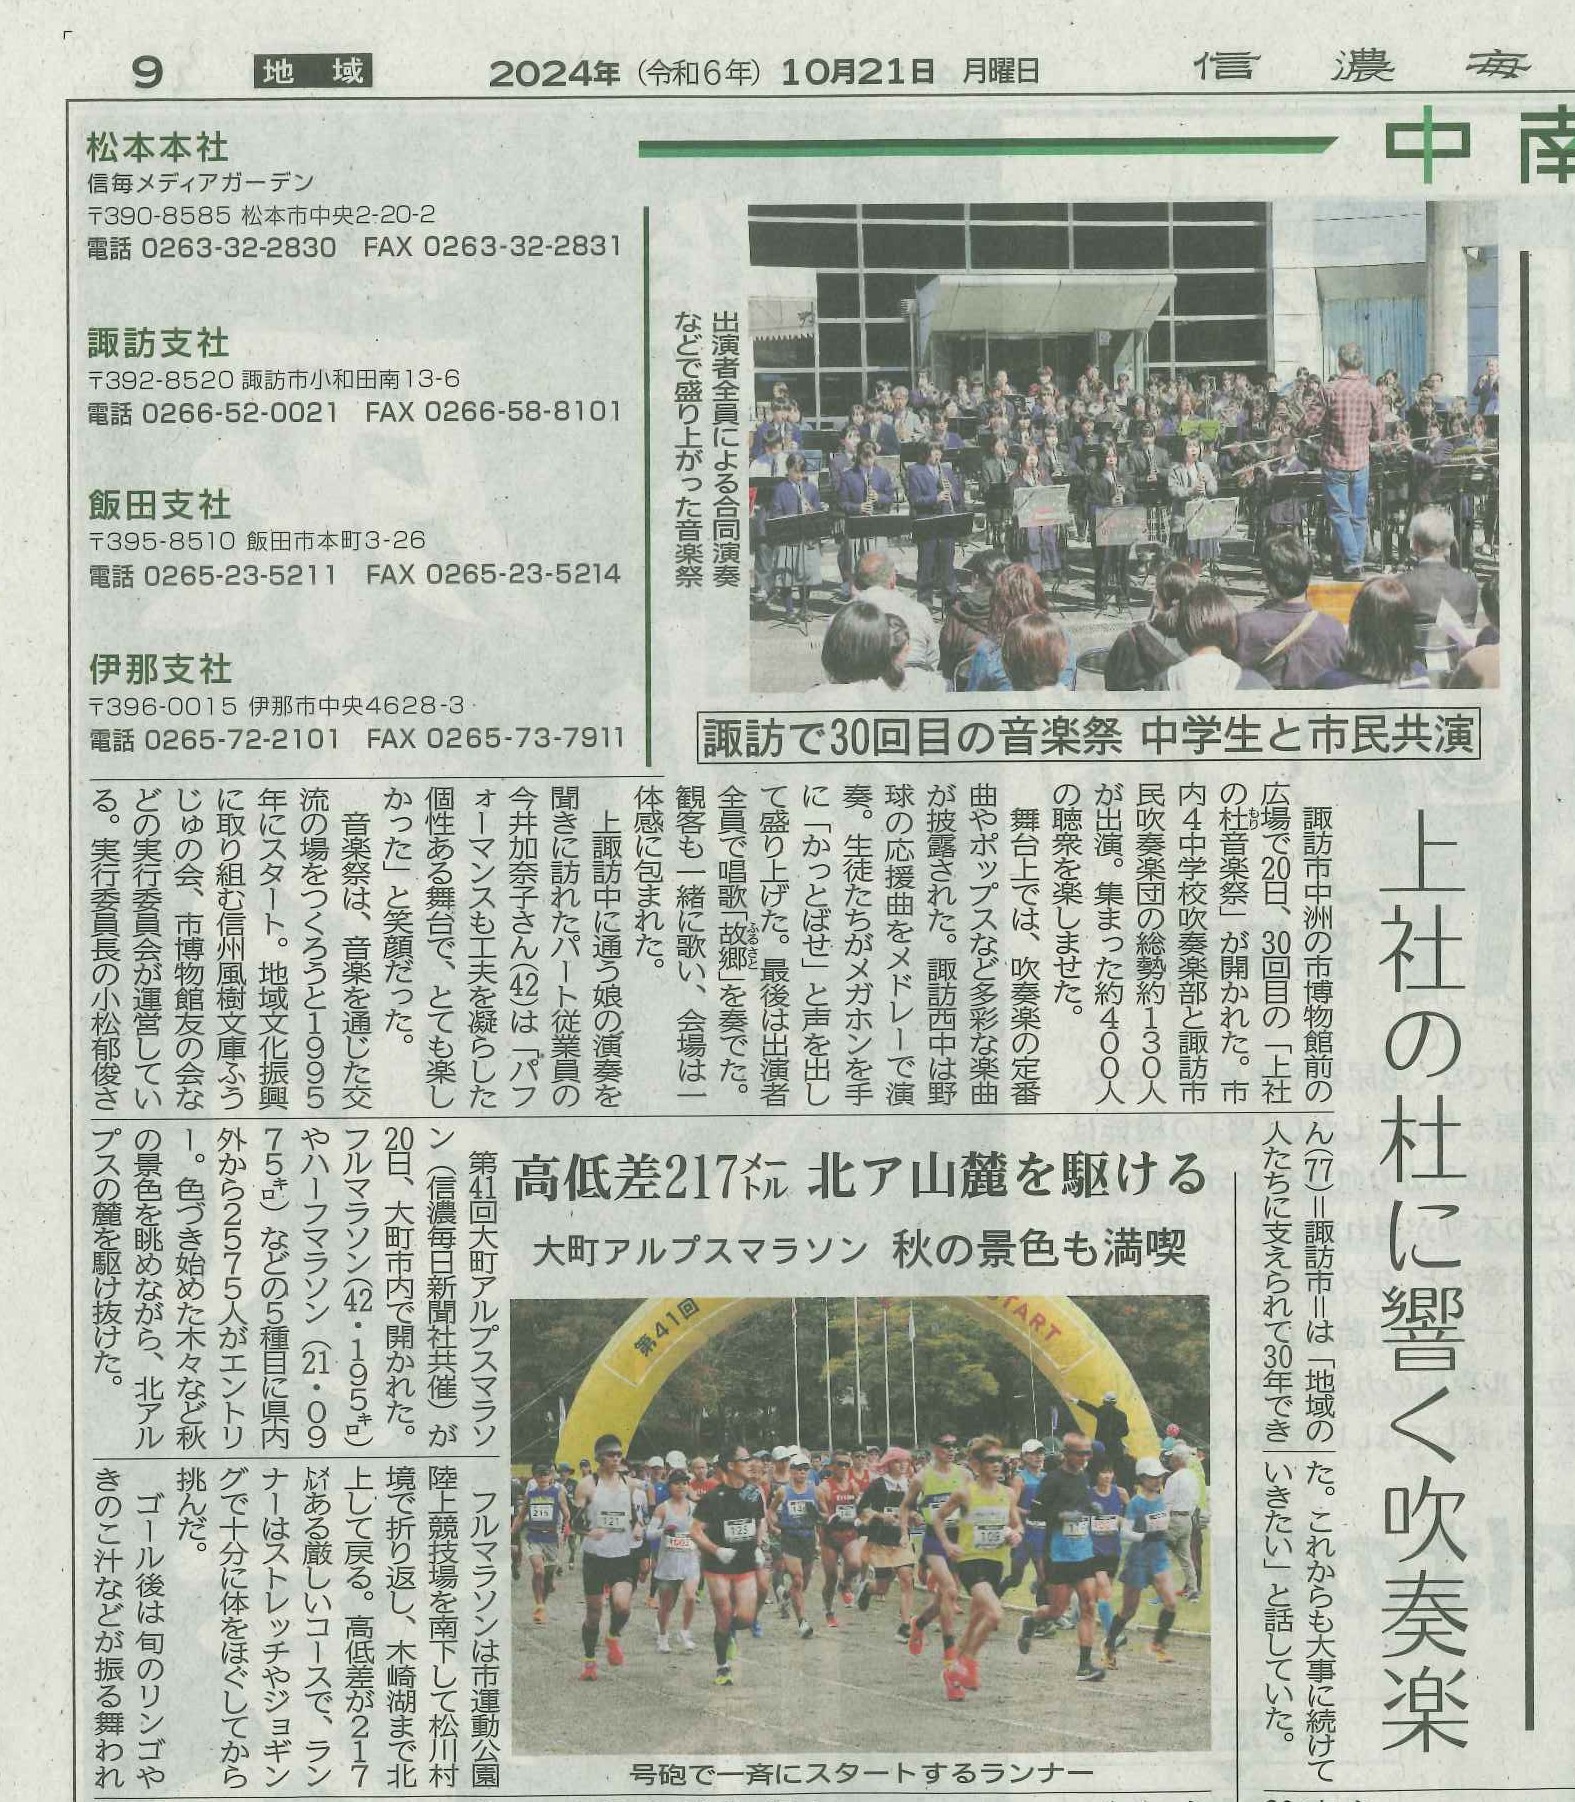 9 地域 2024年（令和6年）10月21日 月曜日 信濃毎
中南
松本本社
信毎メディアガーデン
〒390-8585 松本市中央2-20-2
電話 0263-32-2830 FAX 0263-32-2831
諏訪支社
〒392-8520 諏訪市小和田南13-6
電話 0266-52-0021 FAX 0266-58-8101
飯田支社
〒395-8510 飯田市本町3-26
電話 0265-23-5211 FAX 0265-23-5214
伊那支社
〒396-0015 伊那市中央4628-3
電話 0265-72-2101 FAX 0265-73-7911
上社の杜に響く吹奏楽
諏訪で30回目の音楽祭 中学生と市民共演
出演者全員による合同演奏
などで盛り上がった音楽祭
諏訪市中洲の市博物館前の
広場で20日、30回目の「上社
の杜音楽祭」が開かれた。市
もり
内4中学校吹奏楽部と諏訪市
民吹奏楽団の総勢約130人
が出演。集まった約400人
の聴衆を楽しませた。
舞台上では、吹奏楽の定番
曲やポップスなど多彩な楽曲
が披露された。諏訪西中は野
球の応援曲をメドレーで演
奏。生徒たちがメガホンを手
に「かっとばせ」と声を出し
て盛り上げた。最後は出演者
全員で唱歌「故郷」を奏でた。
ふるさと
観客も一緒に歌い、会場は一
体感に包まれた。
上諏訪中に通う娘の演奏を
聞きに訪れたパート従業員の
今井加奈子さん(42)は「パフ
ォーマンスも工夫を凝らした
個性ある舞台で、とても楽し
かった」と笑顔だった。
音楽祭は、音楽を通じた交
流の場をつくろうと1995
年にスタート。地域文化振興
に取り組む信州風樹文庫ふう
じゅの会、市博物館友の会な
どの実行委員会が運営してい
る。実行委員長の小松郁俊さ
ん(77)＝諏訪市＝は「地域の
人たちに支えられて30年でき
た。これからも大事に続けて
いきたい」と話していた。
高低差217メートル 北ア山麓を駆ける
大町アルプスマラソン 秋の景色も満喫
第41回
START
215
121
125
105
号砲で一斉にスタートするランナー
第41回大町アルプスマラソ
ン（信濃毎日新聞社共催）が
20日、大町市内で開かれた。
フルマラソン（42・195㌔）
やハーフマラソン（21・09
75㌔）などの5種目に県内
外から2575人がエントリ
ー。色づき始めた木々など秋
の景色を眺めながら、北アル
プスの麓を駆け抜けた。
フルマラソンは市運動公園
陸上競技場を南下して松川村
境で折り返し、木崎湖まで北
上して戻る。高低差が217
㍍ある厳しいコースで、ラン
ナーはストレッチやジョギン
グで十分に体をほぐしてから
挑んだ。
ゴール後は旬のリンゴや
きのこ汁などが振る舞われ